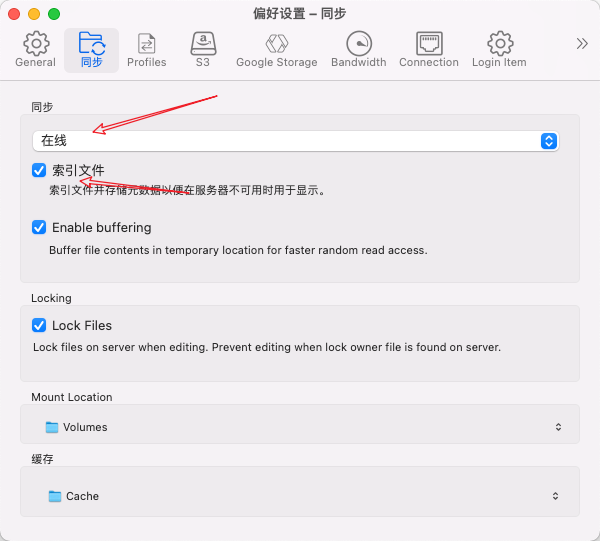 偏好设置 – 同步
General
同步
Profiles
S3
Google Storage
Bandwidth
Connection
Login Item
同步
在线
索引文件
索引文件并存储元数据以便在服务器不可用时用于显示。
Enable buffering
Buffer file contents in temporary location for faster random read access.
Locking
Lock Files
Lock files on server when editing. Prevent editing when lock owner file is found on server.
Mount Location
Volumes
缓存
Cache